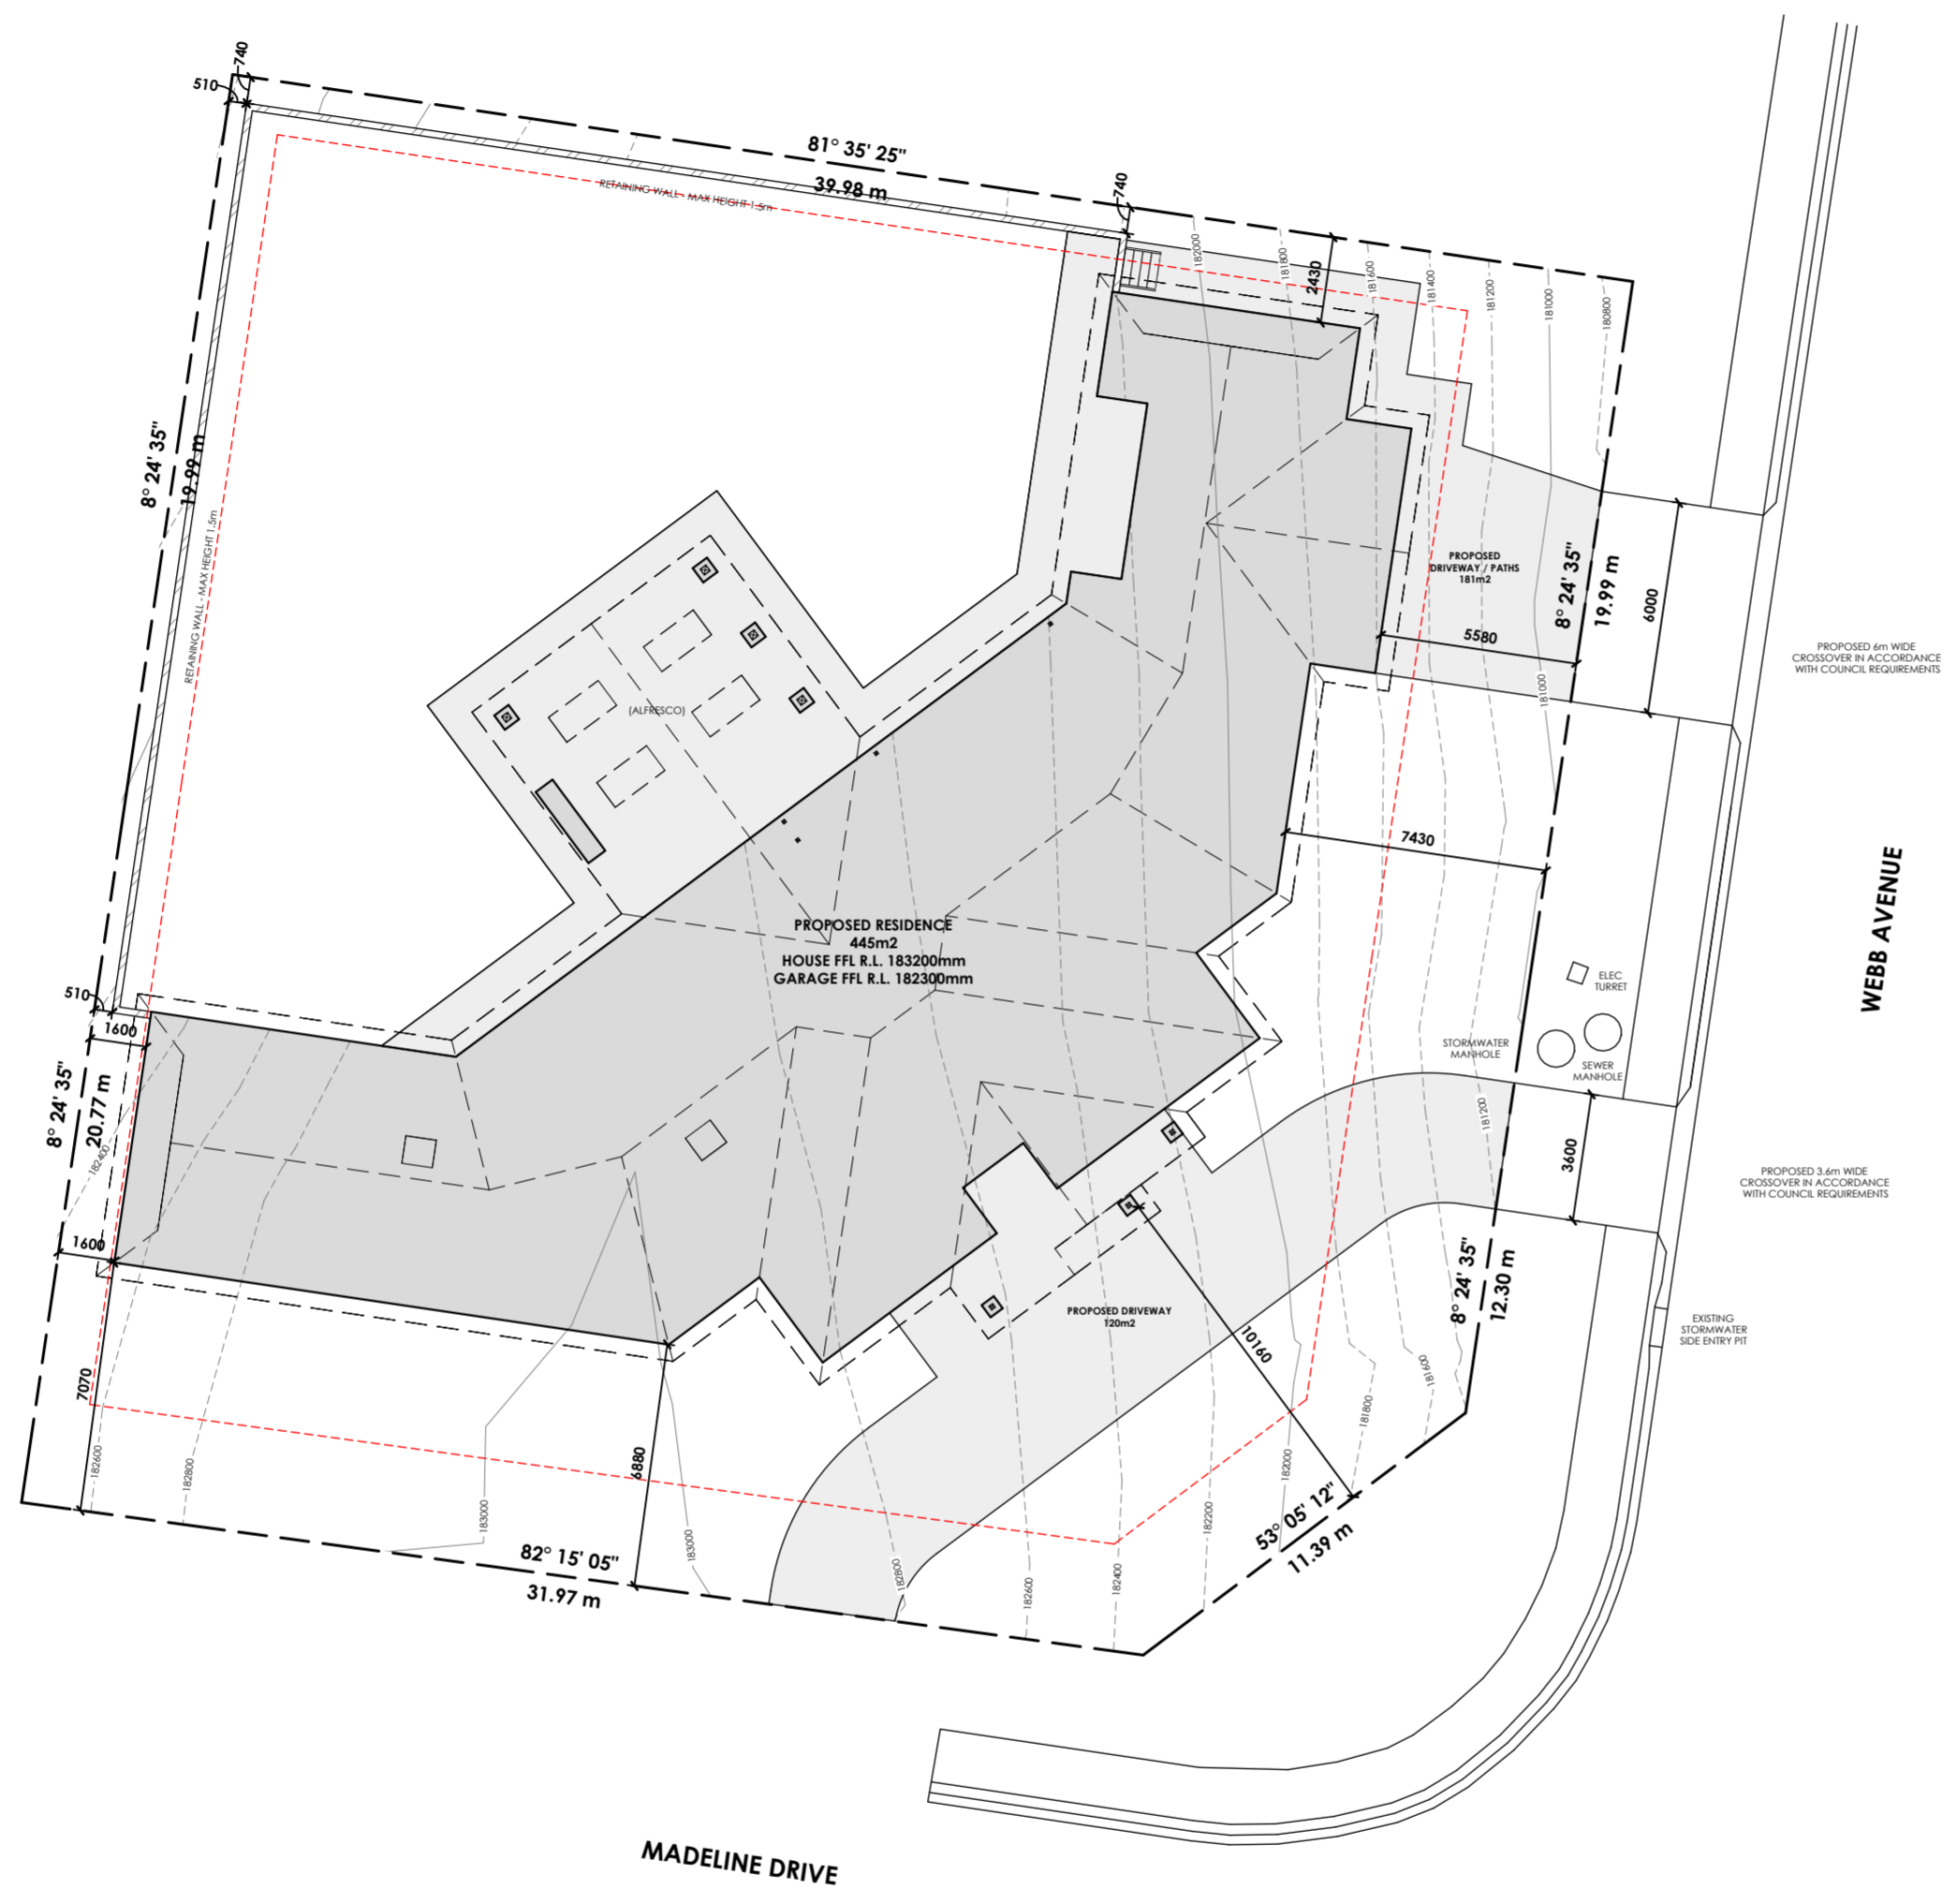 740
510
81° 35' 25"
39.98 m
RETAINING WALL - MAX HEIGHT 1.5m
740
2430
182000
181800
181600
181400
181200
181000
180800
8° 24' 35"
19.99 m
RETAINING WALL - MAX HEIGHT 1.5m
(ALFRESCO)
PROPOSED
DRIVEWAY / PATHS
181m2
8° 24' 35"
19.99 m
6000
5580
181000
PROPOSED 6m WIDE
CROSSOVER IN ACCORDANCE
WITH COUNCIL REQUIREMENTS
7430
PROPOSED RESIDENCE
445m2
HOUSE FFL R.L. 183200mm
GARAGE FFL R.L. 182300mm
WEBB AVENUE
ELEC
TURRET
STORMWATER
MANHOLE
SEWER
MANHOLE
510
1600
8° 24' 35"
20.77 m
182400
181200
3600
PROPOSED 3.6m WIDE
CROSSOVER IN ACCORDANCE
WITH COUNCIL REQUIREMENTS
1600
8° 24' 35"
12.30 m
PROPOSED DRIVEWAY
120m2
10160
EXISTING
STORMWATER
SIDE ENTRY PIT
7070
6880
182600
182800
183000
183000
182800
182600
182400
182200
182000
181800
181600
82° 15' 05"
31.97 m
53° 05' 12"
11.39 m
MADELINE DRIVE